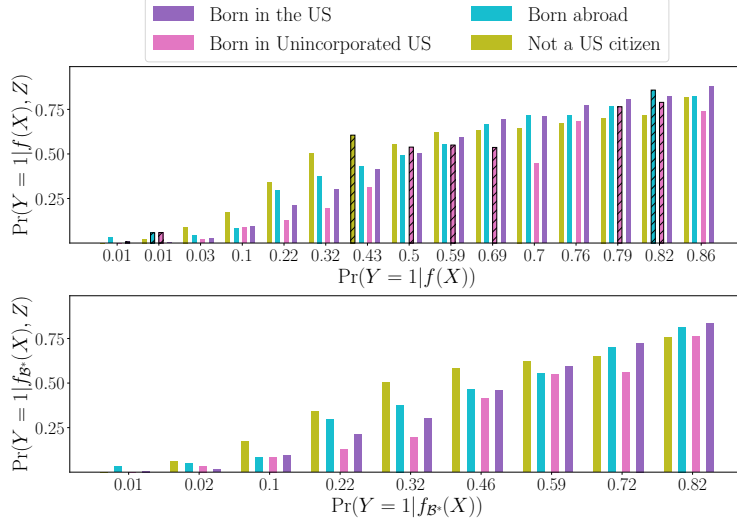 Born in the US
Born abroad
Born in Unincorporated US
Not a US citizen
Pr(Y = 1|f(X), Z)
0.75
0.50
0.25
0.01 0.01 0.03 0.1 0.22 0.32 0.43 0.5 0.59 0.69 0.7 0.76 0.79 0.82 0.86
Pr(Y = 1|f(X))
Pr(Y = 1|f_{𝓑*}(X), Z)
0.75
0.50
0.25
0.01 0.02 0.1 0.22 0.32 0.46 0.59 0.72 0.82
Pr(Y = 1|f_{𝓑*}(X))